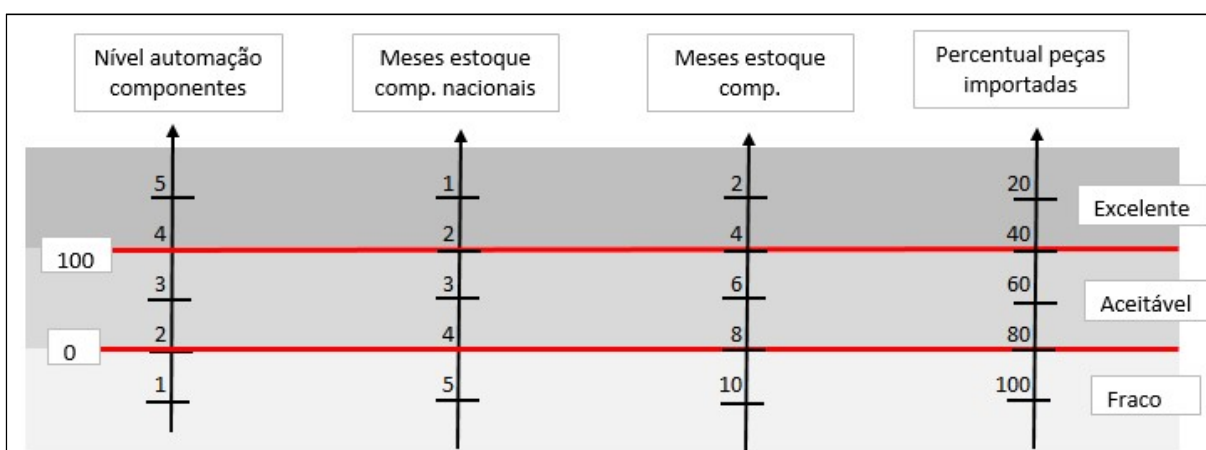 Nível automação
componentes
Meses estoque
comp. nacionais
Meses estoque
comp.
Percentual peças
importadas
5 1 2 20
Excelente
4 2 4 40
100
3 3 6 60
Aceitável
2 4 8 80
0
1 5 10 100
Fraco